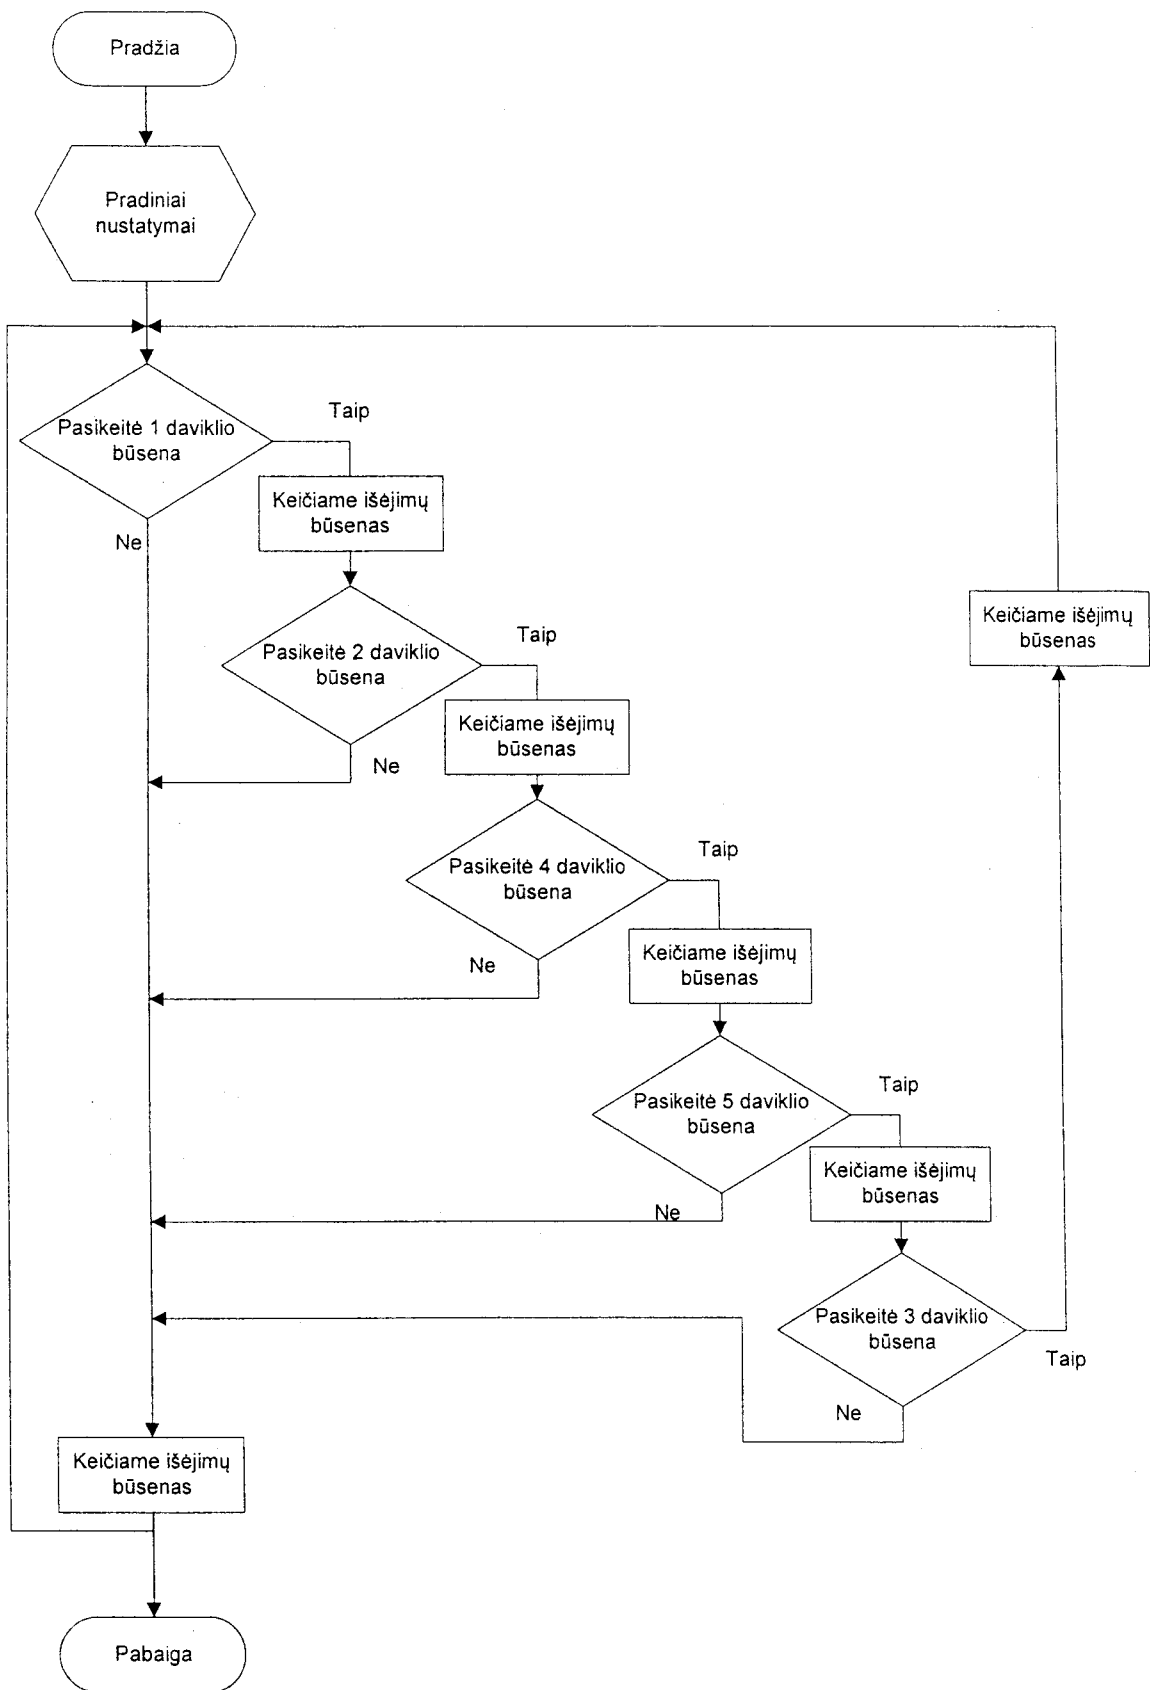 Pradžia
Pradiniai
nustatymai
Pasikeitė 1 daviklio
būsena
Taip
Keičiame išėjimų
būsenas
Ne
Pasikeitė 2 daviklio
būsena
Taip
Keičiame išėjimų
būsenas
Keičiame išėjimų
būsenas
Ne
Pasikeitė 4 daviklio
būsena
Taip
Keičiame išėjimų
būsenas
Ne
Pasikeitė 5 daviklio
būsena
Taip
Keičiame išėjimų
būsenas
Ne
Pasikeitė 3 daviklio
būsena
Taip
Ne
Keičiame išėjimų
būsenas
Pabaiga